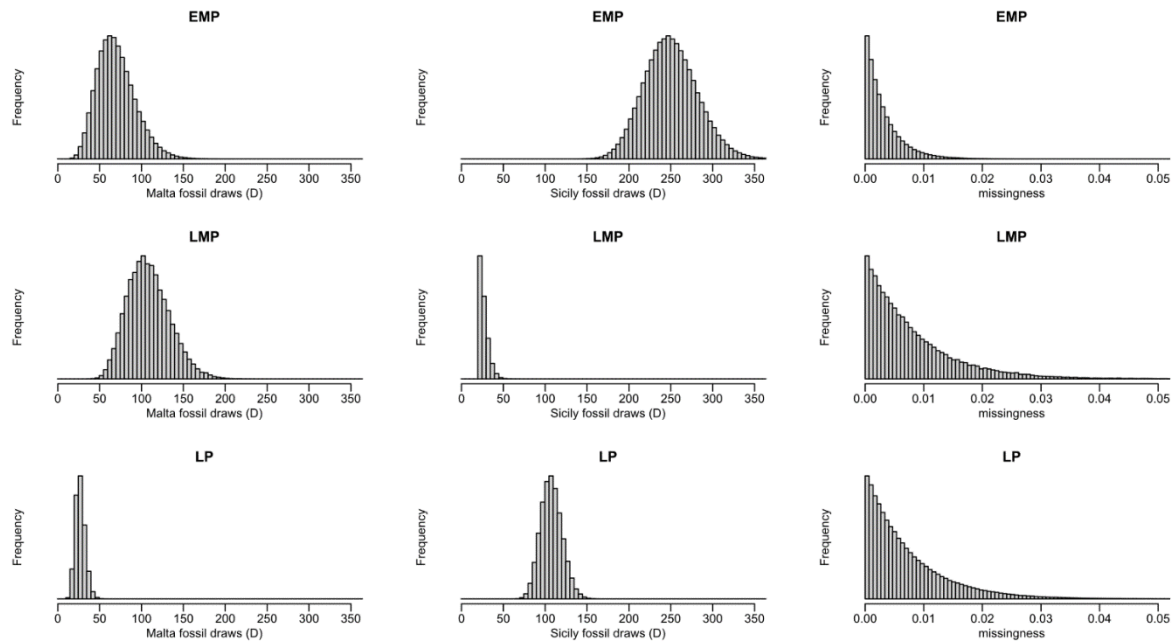 EMP
EMP
EMP
Frequency
Frequency
Frequency
0 50 100 150 200 250 300 350
0 50 100 150 200 250 300 350
0.00 0.01 0.02 0.03 0.04 0.05
Malta fossil draws (D)
Sicily fossil draws (D)
missingness
LMP
LMP
LMP
Frequency
Frequency
Frequency
0 50 100 150 200 250 300 350
0 50 100 150 200 250 300 350
0.00 0.01 0.02 0.03 0.04 0.05
Malta fossil draws (D)
Sicily fossil draws (D)
missingness
LP
LP
LP
Frequency
Frequency
Frequency
0 50 100 150 200 250 300 350
0 50 100 150 200 250 300 350
0.00 0.01 0.02 0.03 0.04 0.05
Malta fossil draws (D)
Sicily fossil draws (D)
missingness